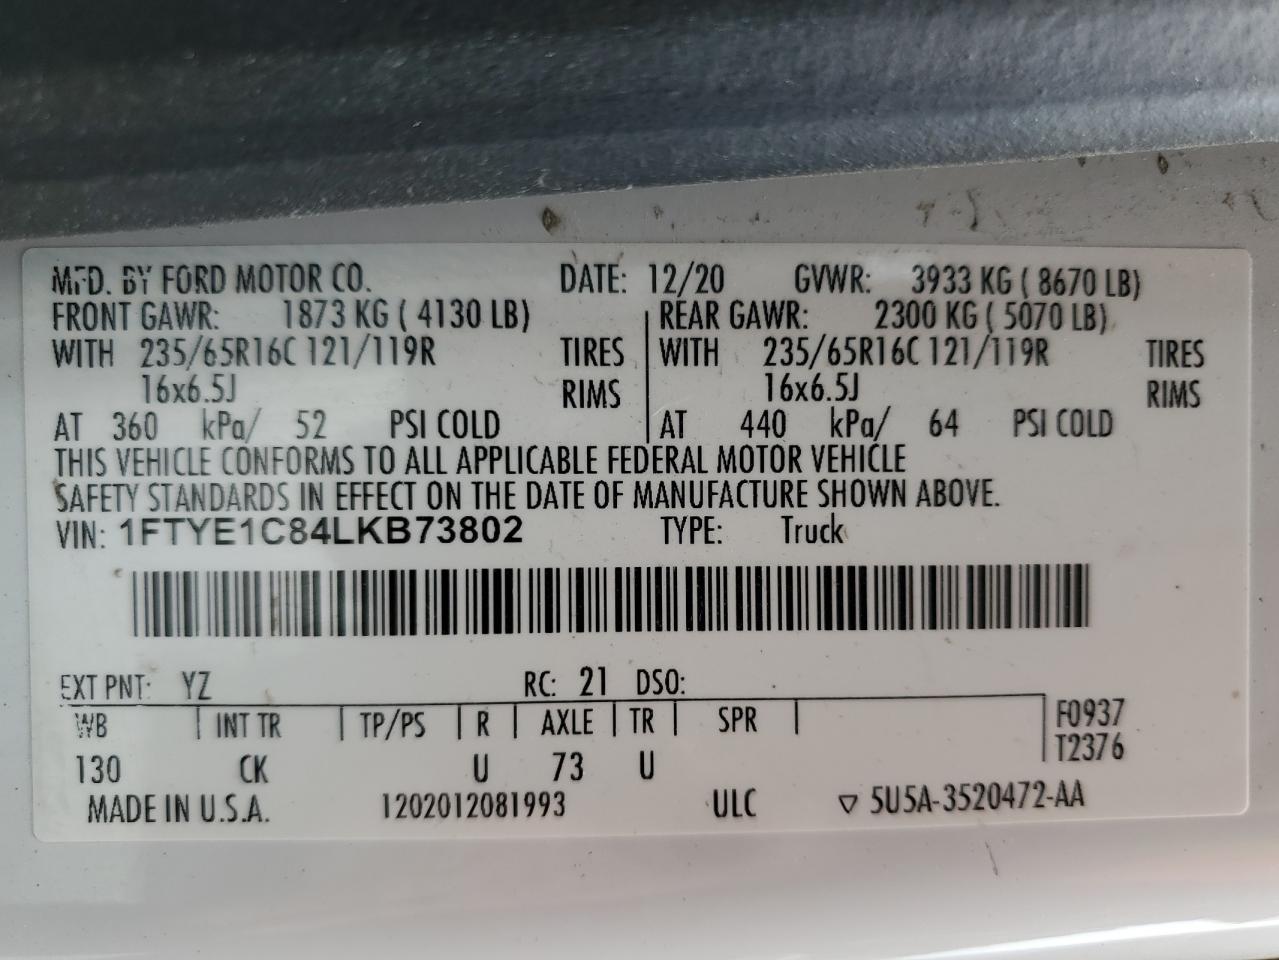 MFD. BY FORD MOTOR CO. DATE: 12/20 GVWR: 3933 KG ( 8670 LB)
FRONT GAWR: 1873 KG ( 4130 LB) REAR GAWR: 2300 KG ( 5070 LB)
WITH 235/65R16C 121/119R TIRES WITH 235/65R16C 121/119R TIRES
16x6.5J RIMS 16x6.5J RIMS
AT 360 kPa/ 52 PSI COLD AT 440 kPa/ 64 PSI COLD
THIS VEHICLE CONFORMS TO ALL APPLICABLE FEDERAL MOTOR VEHICLE
SAFETY STANDARDS IN EFFECT ON THE DATE OF MANUFACTURE SHOWN ABOVE.
VIN: 1FTYE1C84LKB73802 TYPE: Truck
EXT PNT: YZ RC: 21 DSO:
WB INT TR TP/PS R AXLE TR SPR F0937
T2376
130 CK U 73 U
MADE IN U.S.A. 1202012081993 ULC ▽ 5U5A-3520472-AA